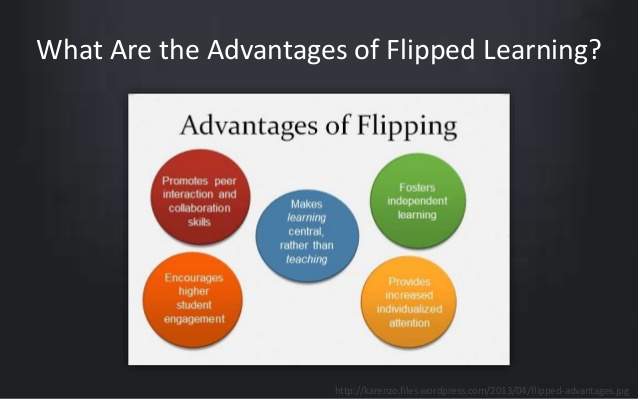 What Are the Advantages of Flipped Learning?
Advantages of Flipping
Promotes peer
interaction and
collaboration
skills
Makes
learning
central,
rather than
teaching
Fosters
independent
learning
Encourages
higher
student
engagement
Provides
increased
individualized
attention
http://karenzo.files.wordpress.com/2013/04/flipped-advantages.jpg